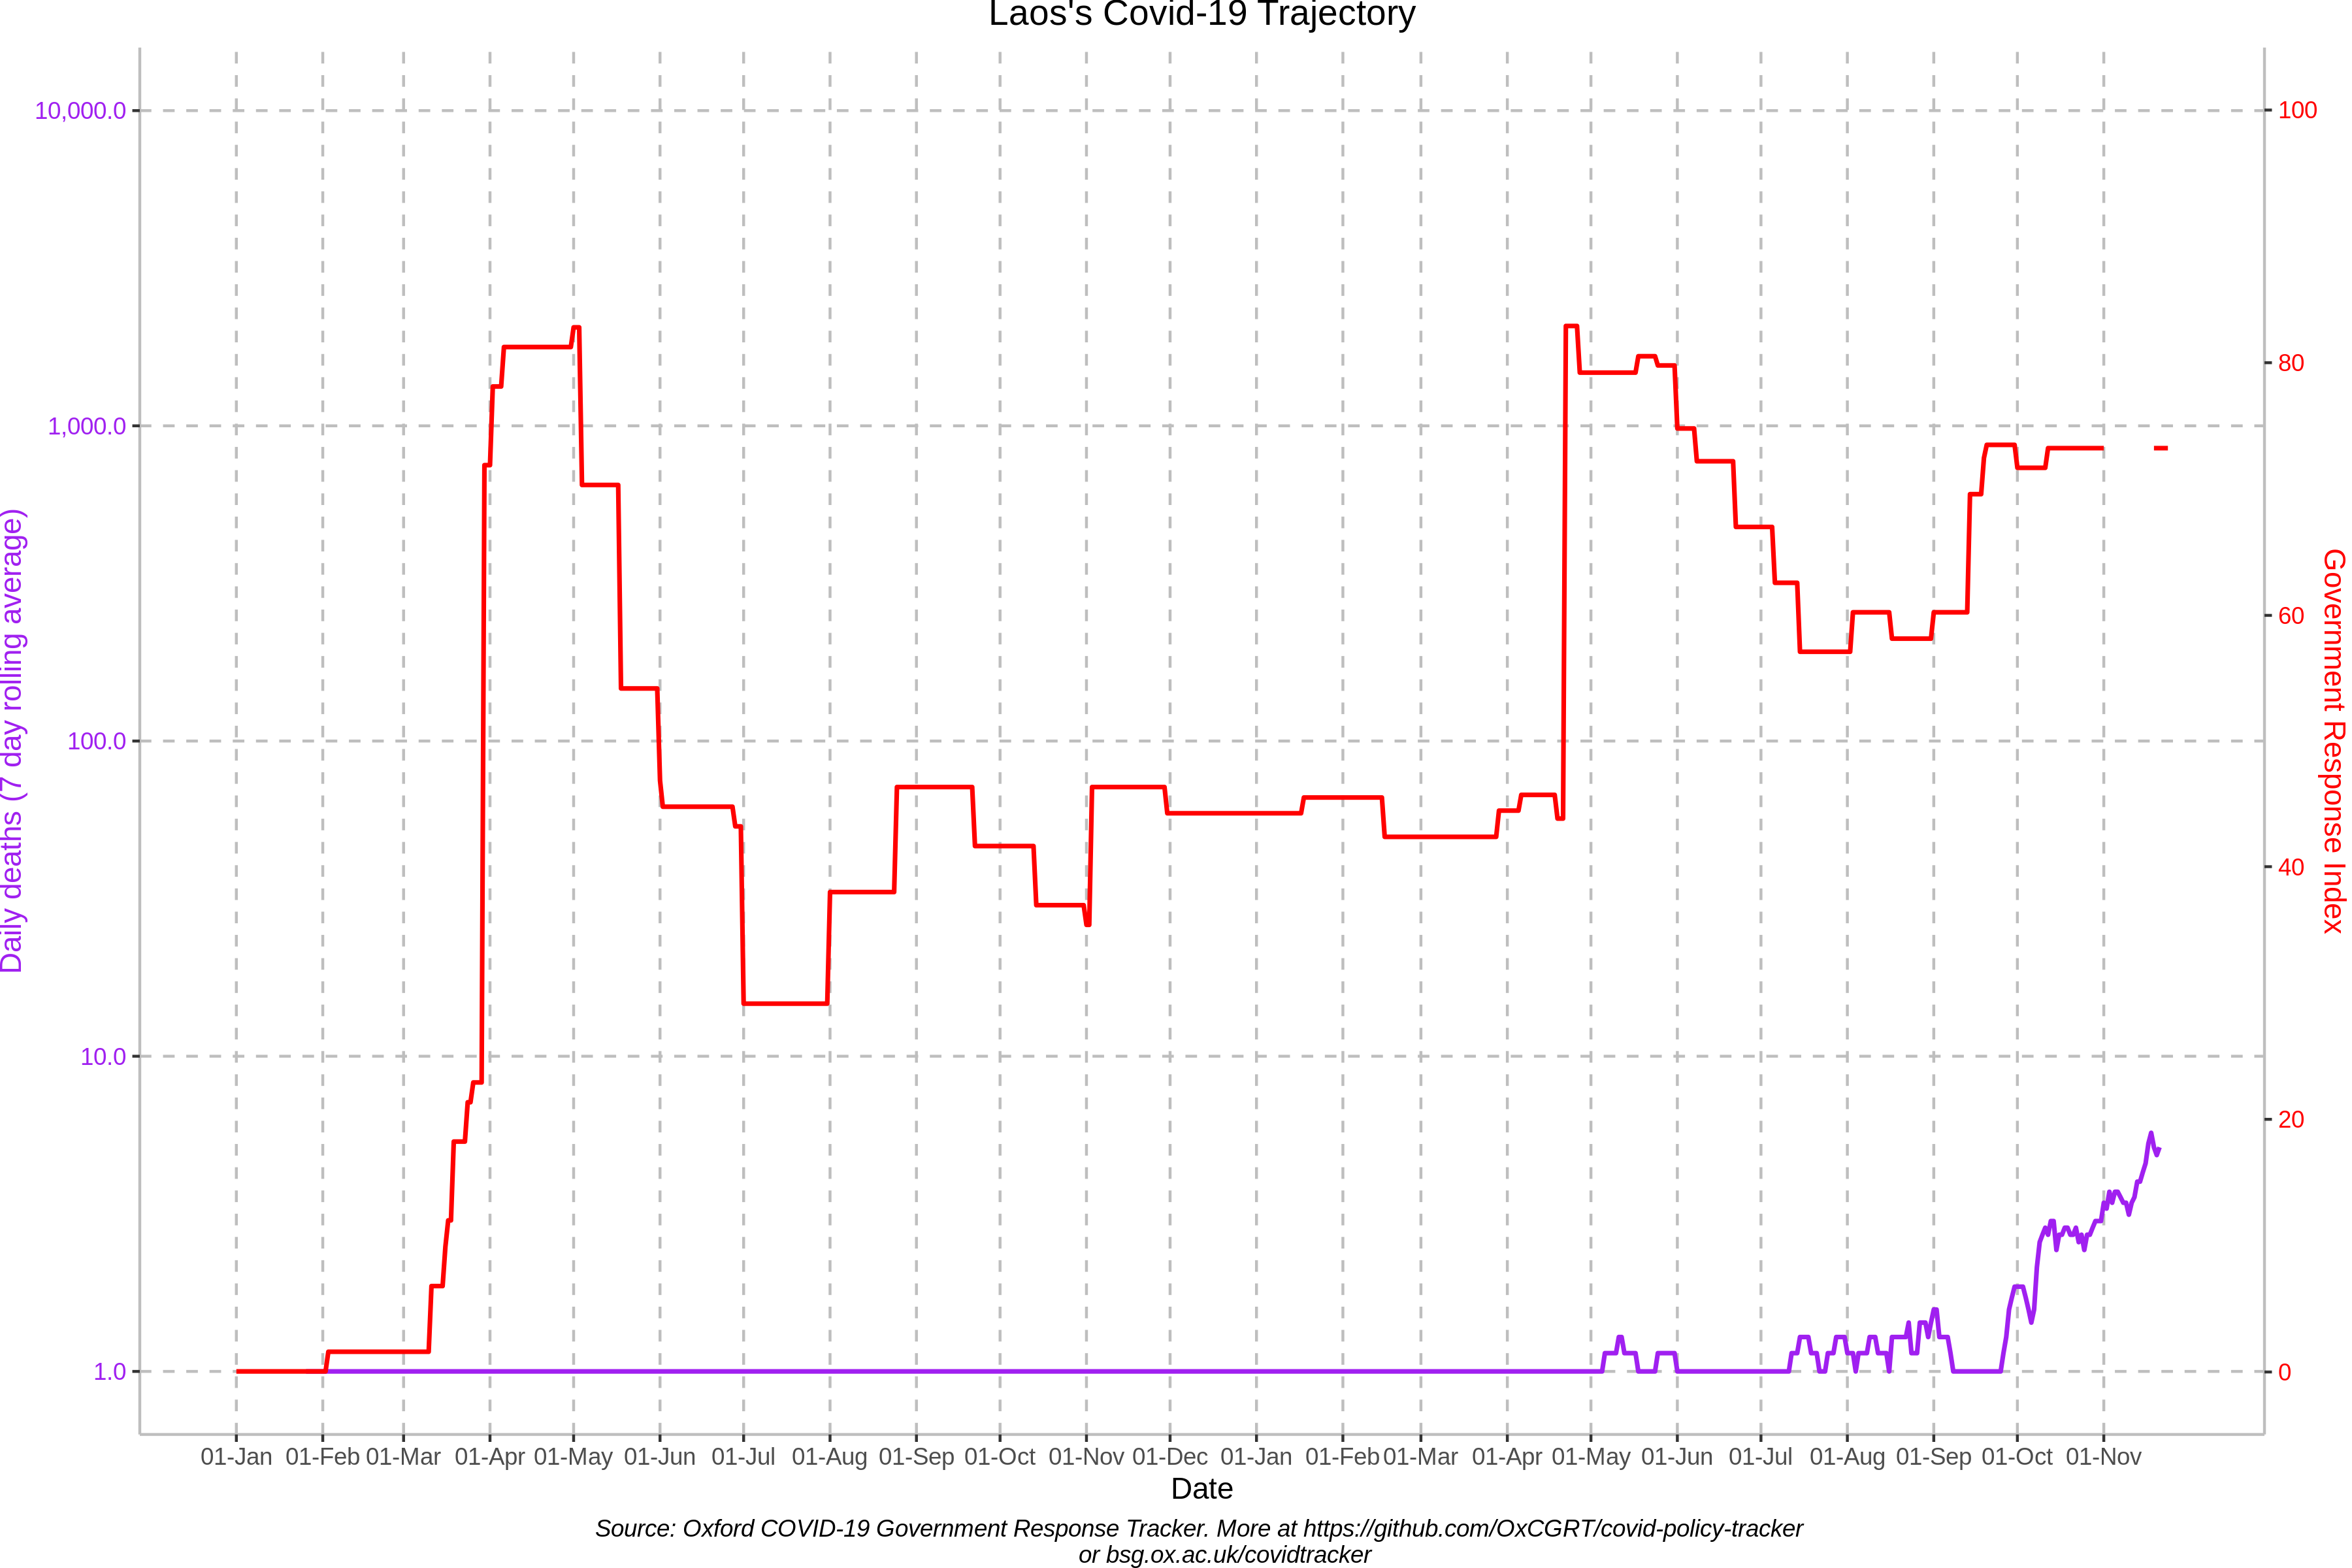 Laos's Covid-19 Trajectory
10,000.0
1,000.0
100.0
10.0
1.0
Daily deaths (7 day rolling average)
100
80
60
40
20
0
Government Response Index
01-Jan 01-Feb 01-Mar 01-Apr 01-May 01-Jun 01-Jul 01-Aug 01-Sep 01-Oct 01-Nov 01-Dec 01-Jan 01-Feb 01-Mar 01-Apr 01-May 01-Jun 01-Jul 01-Aug 01-Sep 01-Oct 01-Nov
Date
Source: Oxford COVID-19 Government Response Tracker. More at https://github.com/OxCGRT/covid-policy-tracker
or bsg.ox.ac.uk/covidtracker